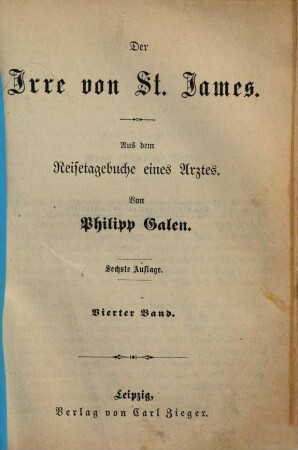 Der
Irre von St. James.
Aus dem
Reisetagebuche eines Arztes.
Von
Philipp Galen.
Sechste Auflage.
Vierter Band.
Leipzig,
Verlag von Carl Zieger.